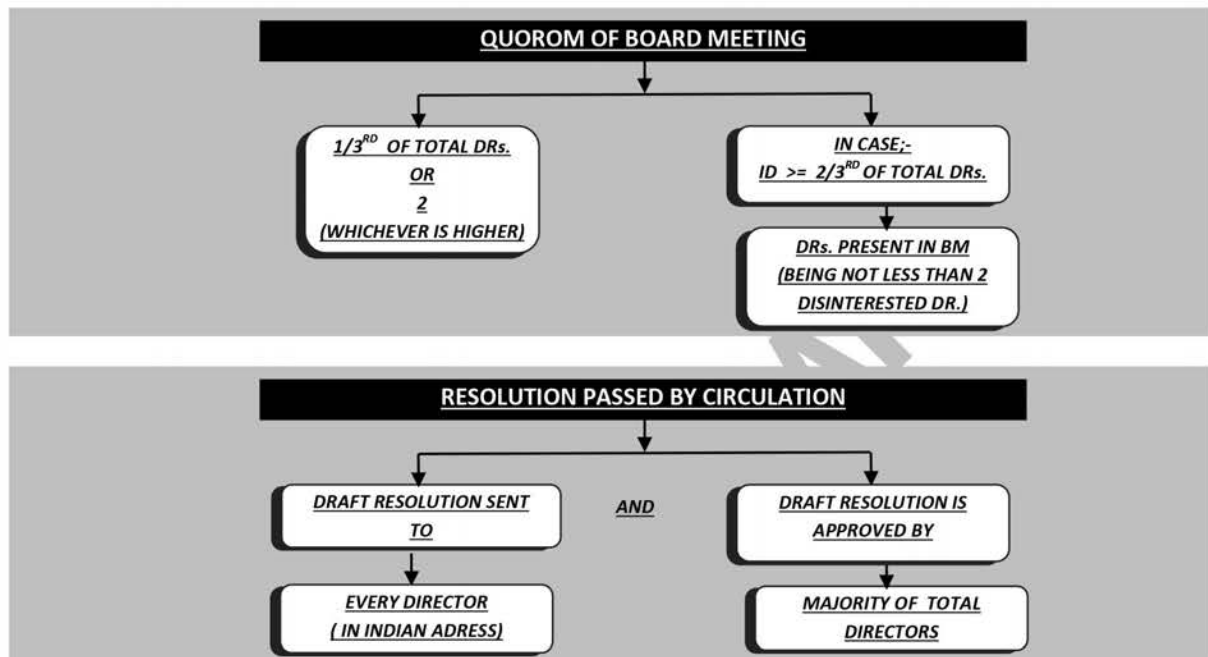 QUOROM OF BOARD MEETING
1/3RD OF TOTAL DRs.
OR
2
(WHICHEVER IS HIGHER)
IN CASE;-
ID >= 2/3RD OF TOTAL DRs.
DRs. PRESENT IN BM
(BEING NOT LESS THAN 2
DISINTERESTED DR.)
RESOLUTION PASSED BY CIRCULATION
DRAFT RESOLUTION SENT
TO
AND
DRAFT RESOLUTION IS
APPROVED BY
EVERY DIRECTOR
( IN INDIAN ADRESS)
MAJORITY OF TOTAL
DIRECTORS